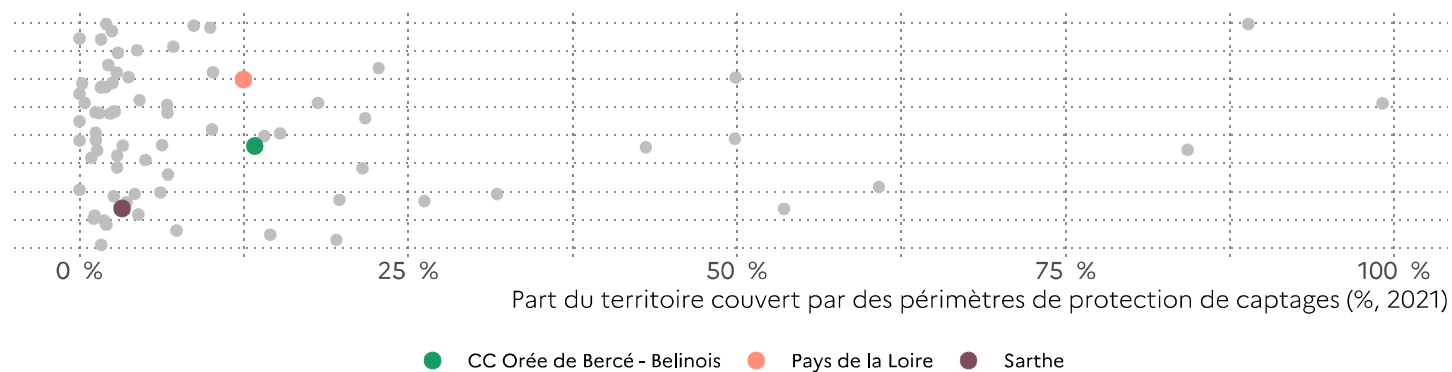 0 % 25 % 50 % 75 % 100 %
Part du territoire couvert par des périmètres de protection de captages (%, 2021)
CC Orée de Bercé - Belinois Pays de la Loire Sarthe